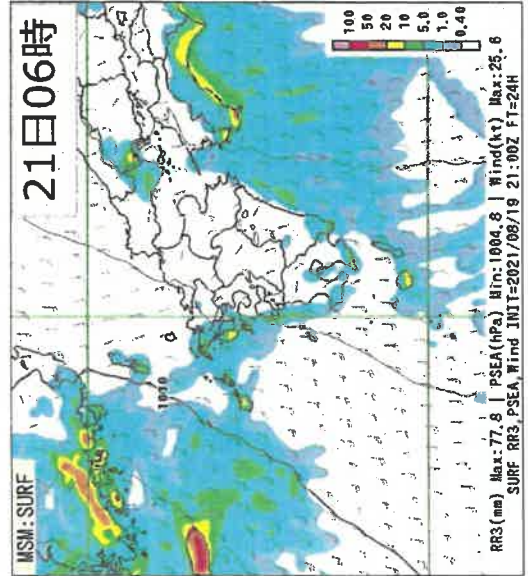 MSM:SURF
21日06時
1010
100
50
20
10
5.0
1.0
0.40
RR3(mm) Max:77.8 | PSEA(hPa) Min:1004.8 | Wind(kt) Max:25.6
SURF RR3,PSEA,Wind INIT=2021/08/19 21:00Z FT=24H